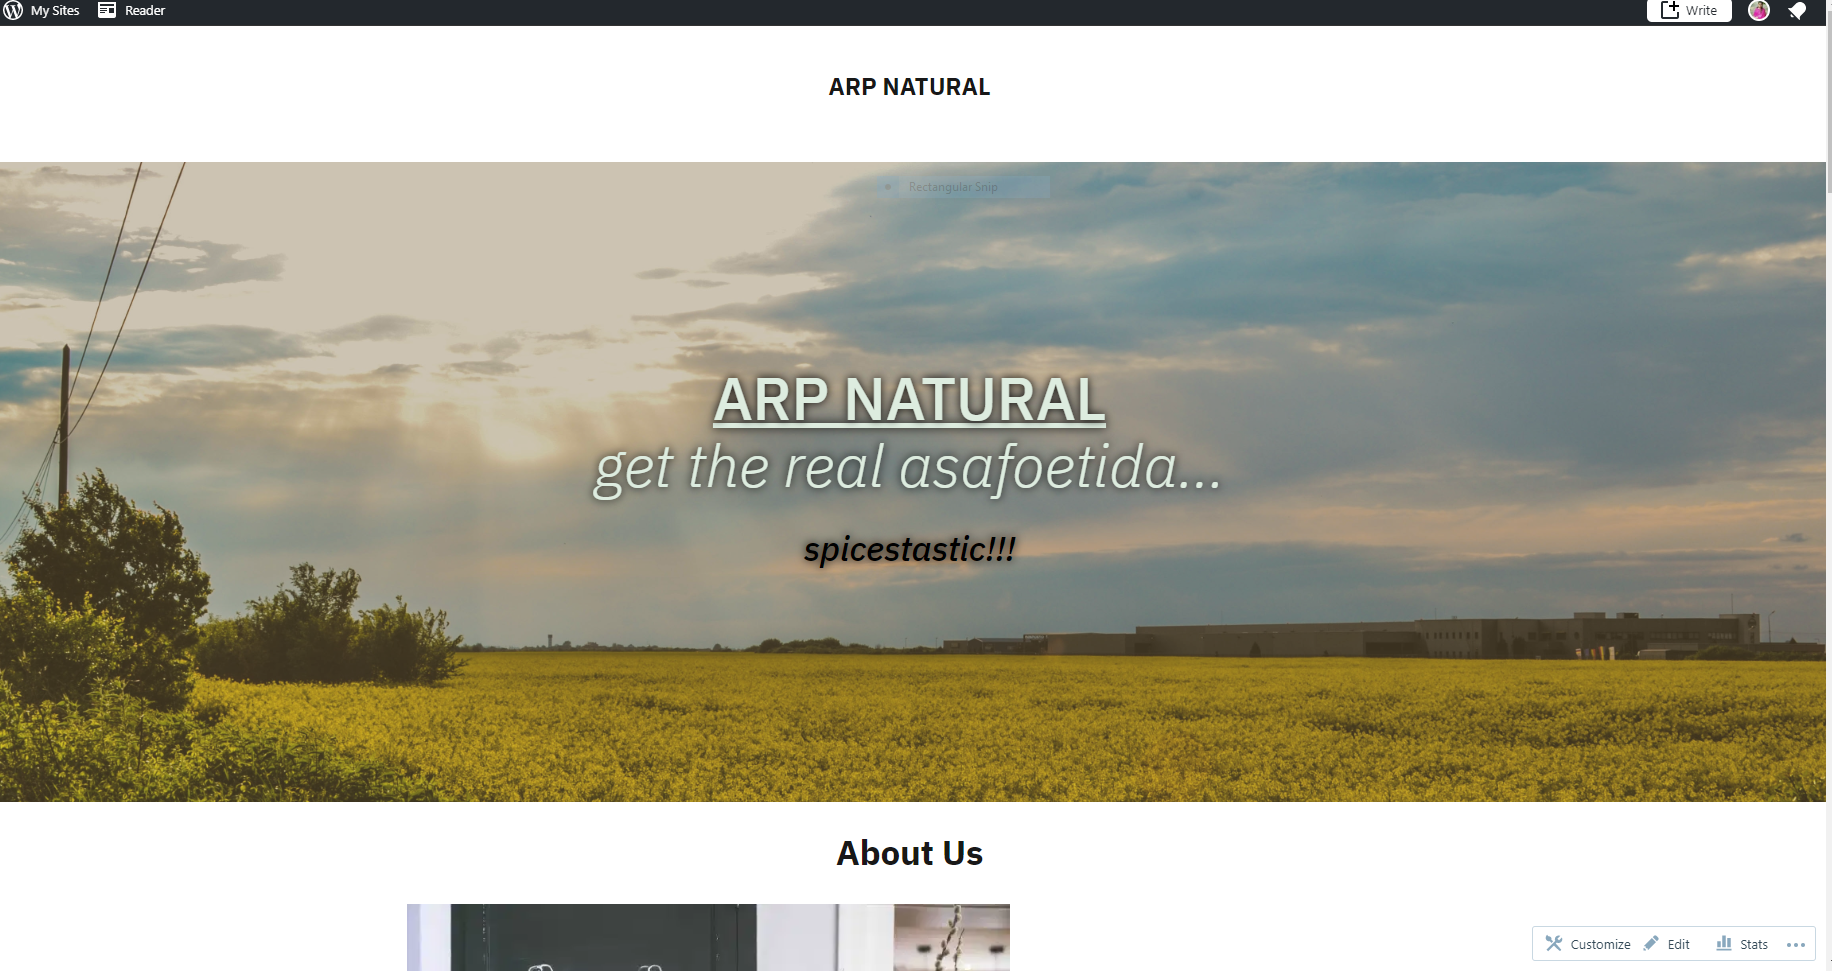 My Sites Reader Write
ARP NATURAL
Rectangular Snip
ARP NATURAL
get the real asafoetida...
spicestastic!!!
About Us
Customize Edit Stats ...